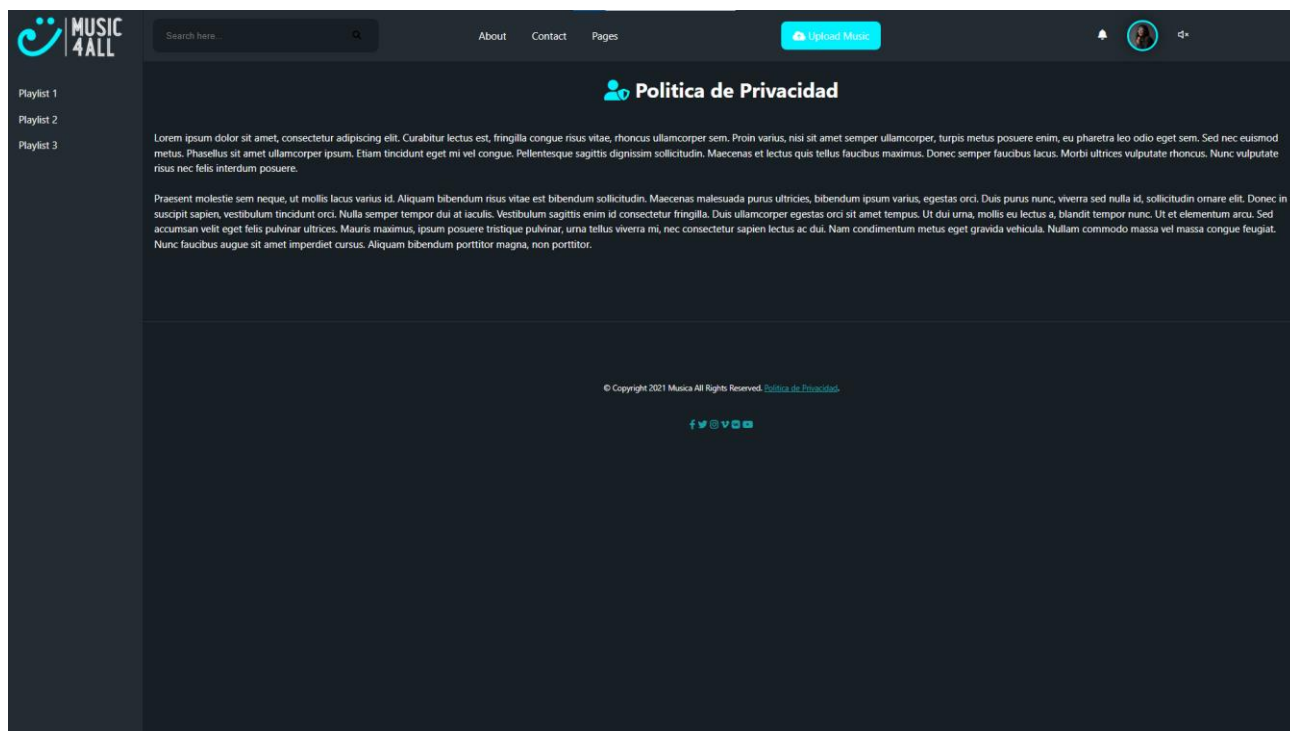 MUSIC
4ALL
Search here...
About
Contact
Pages
Upload Music
Playlist 1
Playlist 2
Playlist 3
Politica de Privacidad
Lorem ipsum dolor sit amet, consectetur adipiscing elit. Curabitur lectus est, fringilla congue risus vitae, rhoncus ullamcorper sem. Proin varius, nisi sit amet semper ullamcorper, turpis metus posuere enim, eu pharetra leo odio eget sem. Sed nec euismod
metus. Phasellus sit amet ullamcorper ipsum. Etiam tincidunt eget mi vel congue. Pellentesque sagittis dignissim sollicitudin. Maecenas et lectus quis tellus faucibus maximus. Donec semper faucibus lacus. Morbi ultrices vulputate rhoncus. Nunc vulputate
risus nec felis interdum posuere.
Praesent molestie sem neque, ut mollis lacus varius id. Aliquam bibendum risus vitae est bibendum sollicitudin. Maecenas malesuada purus ultricies, bibendum ipsum varius, egestas orci. Duis purus nunc, viverra sed nulla id, sollicitudin ornare elit. Donec in
suscipit sapien, vestibulum tincidunt orci. Nulla semper tempor dui at iaculis. Vestibulum sagittis enim id consectetur fringilla. Duis ullamcorper egestas orci sit amet tempus. Ut dui urna, mollis eu lectus a, blandit tempor nunc. Ut et elementum arcu. Sed
accumsan velit eget felis pulvinar ultrices. Mauris maximus, ipsum posuere tristique pulvinar, urna tellus viverra mi, nec consectetur sapien lectus ac dui. Nam condimentum metus eget gravida vehicula. Nullam commodo massa vel massa congue feugiat.
Nunc faucibus augue sit amet imperdiet cursus. Aliquam bibendum porttitor magna, non porttitor.
© Copyright 2021 Musica All Rights Reserved. Politica de Privacidad.